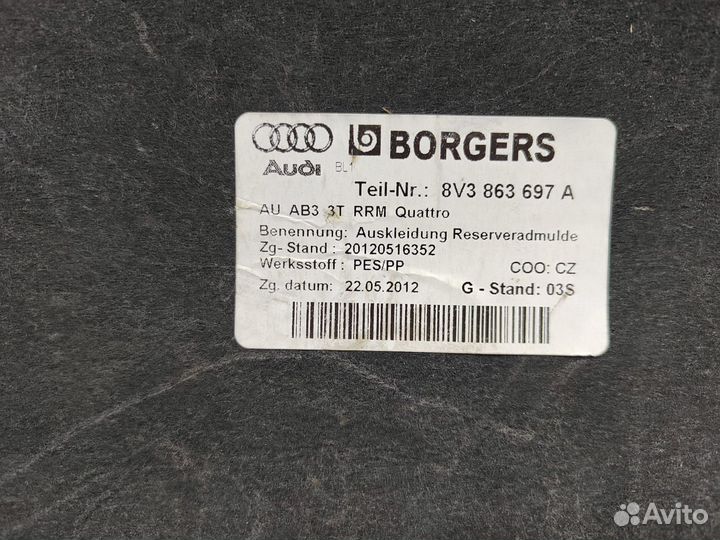 BORGERS
Audi BL1
Teil-Nr.: 8V3 863 697 A
AU AB3 3T RRM Quattro
Benennung: Auskleidung Reserveradmulde
Zg- Stand : 20120516352
Werksstoff : PES/PP COO: CZ
Zg. datum: 22.05.2012 G - Stand: 03S
Avito